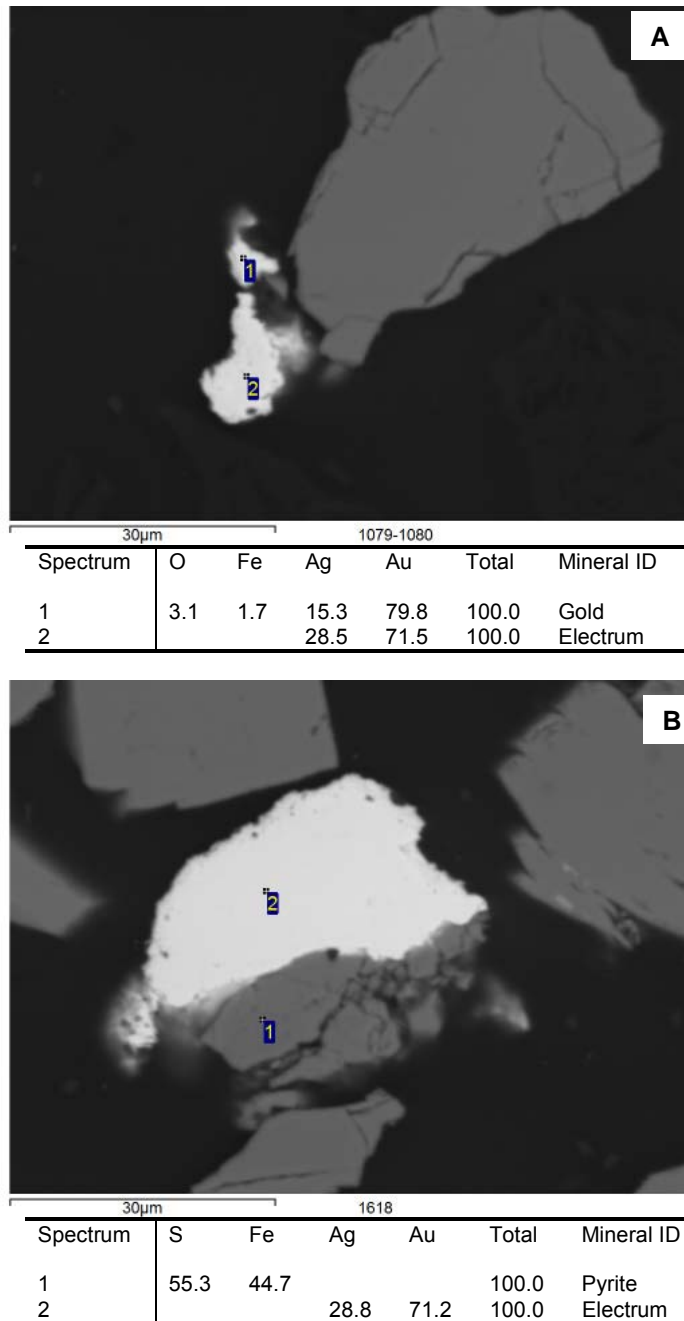 A
1
2
30µm 1079-1080
Spectrum O Fe Ag Au Total Mineral ID
1 3.1 1.7 15.3 79.8 100.0 Gold
2 28.5 71.5 100.0 Electrum
B
2
1
30µm 1618
Spectrum S Fe Ag Au Total Mineral ID
1 55.3 44.7 100.0 Pyrite
2 28.8 71.2 100.0 Electrum